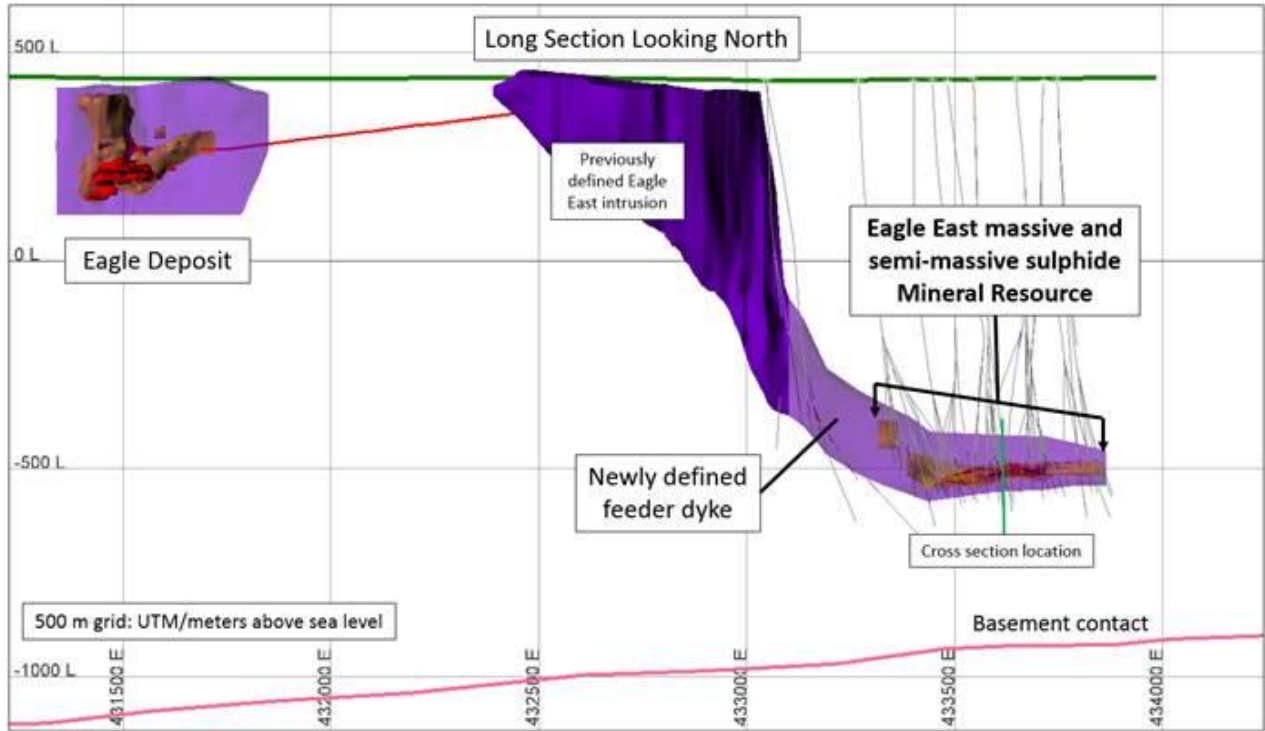 500 L
Long Section Looking North
Previously
defined Eagle
East intrusion
Eagle East massive and
semi-massive sulphide
Mineral Resource
Eagle Deposit
0 L
Newly defined
feeder dyke
-500 L
Cross section location
500 m grid: UTM/meters above sea level
Basement contact
-1000 L
431500 E
432000 E
432500 E
433000 E
433500 E
434000 E